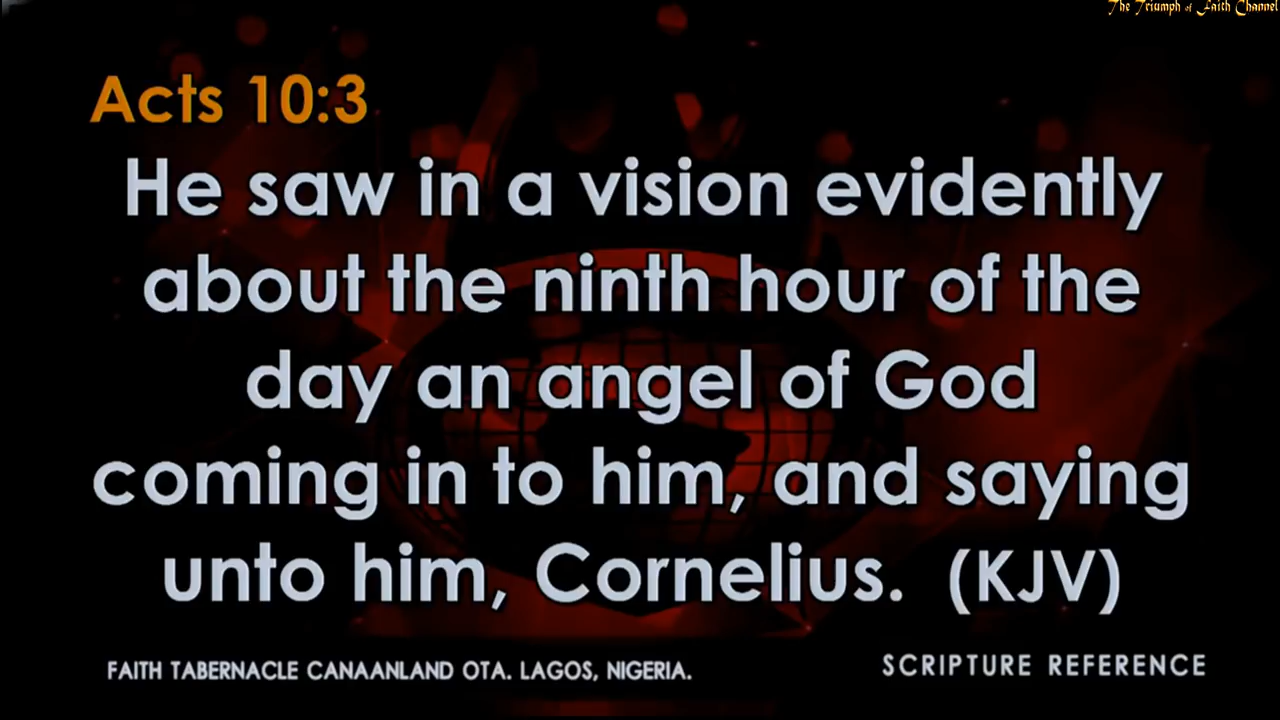 The Triumph of Faith Channel
Acts 10:3
He saw in a vision evidently
about the ninth hour of the
day an angel of God
coming in to him, and saying
unto him, Cornelius. (KJV)
FAITH TABERNACLE CANAANLAND OTA. LAGOS, NIGERIA.
SCRIPTURE REFERENCE